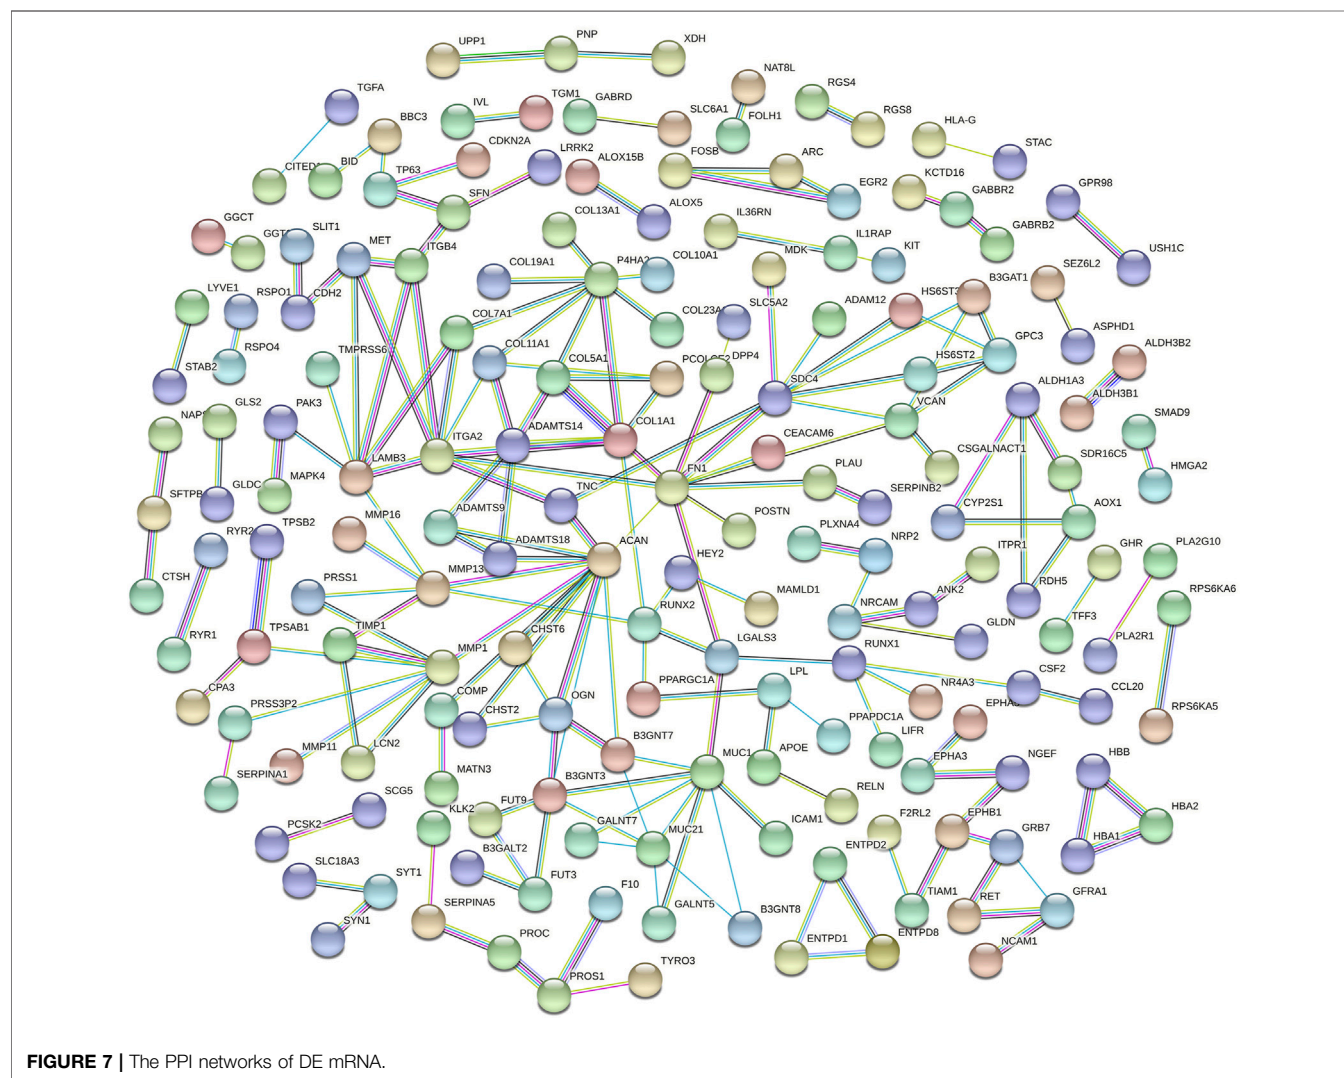 UPP1
PNP
XDH
TGFA
BBC3
IVL
TGM1
GABRD
SLC6A1
NAT8L
FOLH1
RGS4
RGS8
HLA-G
STAC
BID
TP63
CDKN2A
LRRK2
SFN
ALOX15B
ALOX5
FOSB
ARC
EGR2
KCTD16
GABBR2
GABRB2
GPR98
USH1C
GGCT
SLIT1
MET
ITGB4
COL13A1
COL19A1
P4HA3
COL10A1
IL36RN
IL1RAP
KIT
MDK
LYVE1
RSPO1
CDH2
RSPO4
STAB2
COL7A1
COL11A1
COL5A1
SLC5A2
DPP4
ADAM12
B3GAT1
GPC3
HS6ST2
SEZ6L2
ASPHD1
ALDH3B2
ALDH3B1
TMPRSS6
SDC4
VCAN
ALDH1A3
SMAD9
HMGA2
GLS2
PAK3
LAMB3
ITGA2
ADAMTS14
COL1A1
CEACAM6
CSGALNACT1
SDR16C5
SFTPB
GLDC
MAPK4
FN1
PLAU
SERPINB2
CYP2S1
AOX1
TNC
POSTN
RYR2
TPSB2
MMP16
ADAMTS9
ADAMTS18
ACAN
HEY2
MAMLD1
PLXNA4
NRP2
ITPR1
GHR
PLA2G10
CTSH
PRSS1
MMP13
RUNX2
NRCAM
ANK2
GLDN
RDH5
TFF3
PLA2R1
RPS6KA6
RYR1
TPSAB1
TIMP1
MMP1
CHST6
LGALS3
RUNX1
CPA3
PRSS3P2
COMP
CHST2
OGN
PPARGC1A
LPL
PPAPDC1A
NR4A3
LIFR
CSF2
CCL20
RPS6KA5
SERPINA1
MMP11
LCN2
MATN3
B3GNT7
MUC1
APOE
RELN
EPHA3
NGEF
HBB
HBA2
HBA1
SCG5
PCSK2
KLK2
FUT9
B3GNT3
GALNT7
MUC21
ICAM1
F2RL2
EPHB1
GRB7
SLC18A3
SYT1
SYN1
B3GALT2
FUT3
F10
GALNT5
B3GNT8
ENTPD2
ENTPD1
ENTPD8
TIAM1
RET
GFRA1
NCAM1
SERPINA5
PROC
PROS1
TYRO3
FIGURE 7 | The PPI networks of DE mRNA.